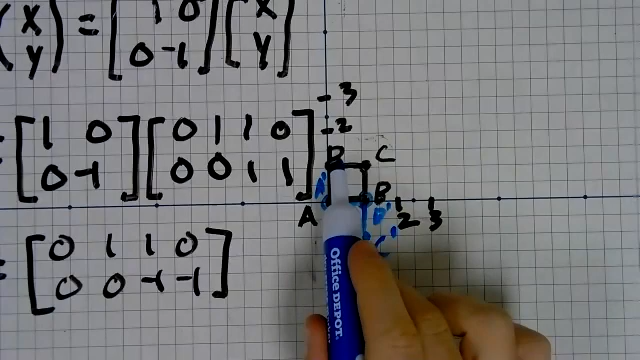 (x y) = [1 0 0 -1] [x y]
= [1 0 0 -1] [0 1 1 0 0 0 1 1]
= [0 1 1 0 0 0 -1 -1]
3
2
D C
A B 2 3
A' B' C'
Office DEPOT.